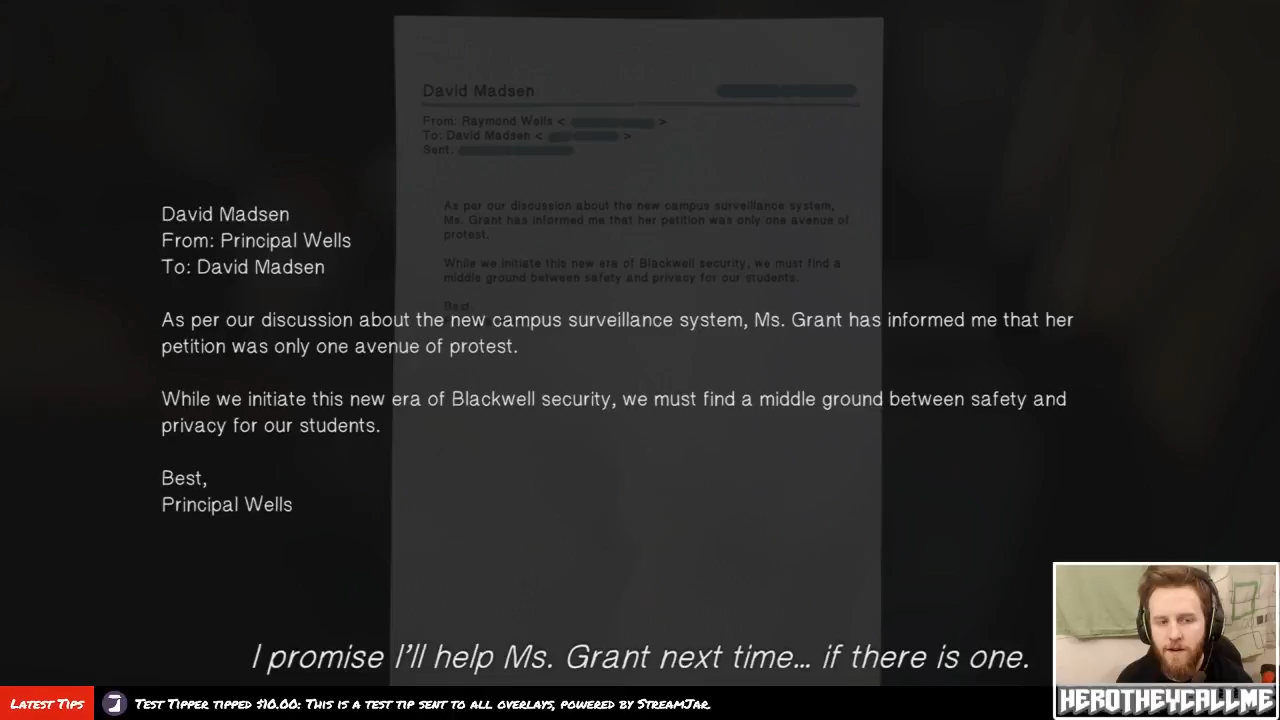 David Madsen
From: Raymond Wells < >
To: David Madsen < >
Sent:
As per our discussion about the new campus surveillance system,
Ms. Grant has informed me that her petition was only one avenue of
protest.
While we initiate this new era of Blackwell security, we must find a
middle ground between safety and privacy for our students.
Best,
David Madsen
From: Principal Wells
To: David Madsen
As per our discussion about the new campus surveillance system, Ms. Grant has informed me that her
petition was only one avenue of protest.
While we initiate this new era of Blackwell security, we must find a middle ground between safety and
privacy for our students.
Best,
Principal Wells
I promise I'll help Ms. Grant next time... if there is one.
Latest Tips
Test Tipper tipped $10.00: This is a test tip sent to all overlays, powered by StreamJar.
HEROTHEYCALLME